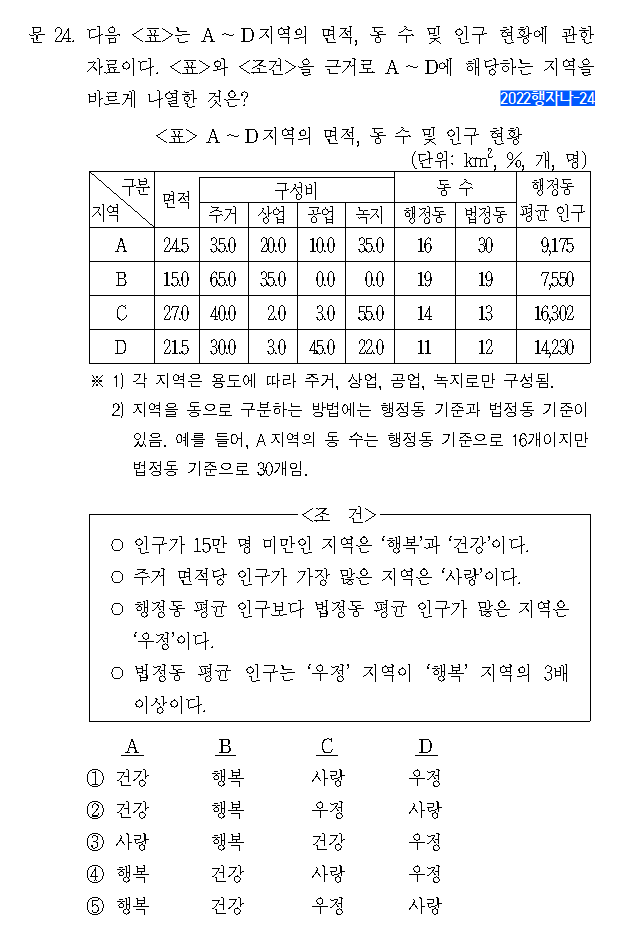 문 24. 다음 <표>는 A ~ D지역의 면적, 동 수 및 인구 현황에 관한
자료이다. <표>와 <조건>을 근거로 A ~ D에 해당하는 지역을
바르게 나열한 것은?
2022행자나-24
<표> A ~ D지역의 면적, 동 수 및 인구 현황
(단위: km², %, 개, 명)
구분 지역 면적 구성비 동 수 행정동 평균 인구
주거 상업 공업 녹지 행정동 법정동
A 24.5 35.0 20.0 10.0 35.0 16 30 9,175
B 15.0 65.0 35.0 0.0 0.0 19 19 7,550
C 27.0 40.0 2.0 3.0 55.0 14 13 16,302
D 21.5 30.0 3.0 45.0 22.0 11 12 14,230
※ 1) 각 지역은 용도에 따라 주거, 상업, 공업, 녹지로만 구성됨.
2) 지역을 동으로 구분하는 방법에는 행정동 기준과 법정동 기준이
있음. 예를 들어, A지역의 동 수는 행정동 기준으로 16개이지만
법정동 기준으로 30개임.
<조 건>
○ 인구가 15만 명 미만인 지역은 ‘행복’과 ‘건강’이다.
○ 주거 면적당 인구가 가장 많은 지역은 ‘사랑’이다.
○ 행정동 평균 인구보다 법정동 평균 인구가 많은 지역은
‘우정’이다.
○ 법정동 평균 인구는 ‘우정’ 지역이 ‘행복’ 지역의 3배
이상이다.
A B C D
① 건강 행복 사랑 우정
② 건강 행복 우정 사랑
③ 사랑 행복 건강 우정
④ 행복 건강 사랑 우정
⑤ 행복 건강 우정 사랑